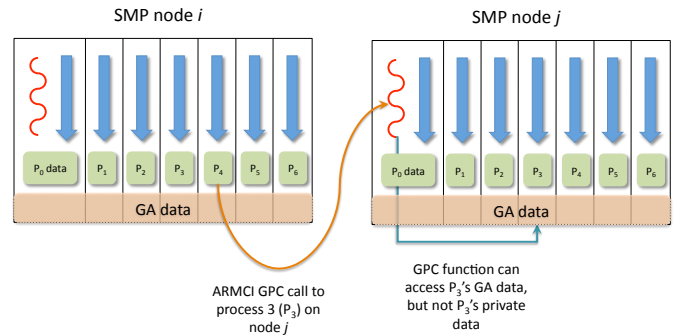 SMP node i
SMP node j
P0 data P1 P2 P3 P4 P5 P6
GA data
P0 data P1 P2 P3 P4 P5 P6
GA data
ARMCI GPC call to
process 3 (P3) on
node j
GPC function can
access P3’s GA data,
but not P3’s private
data